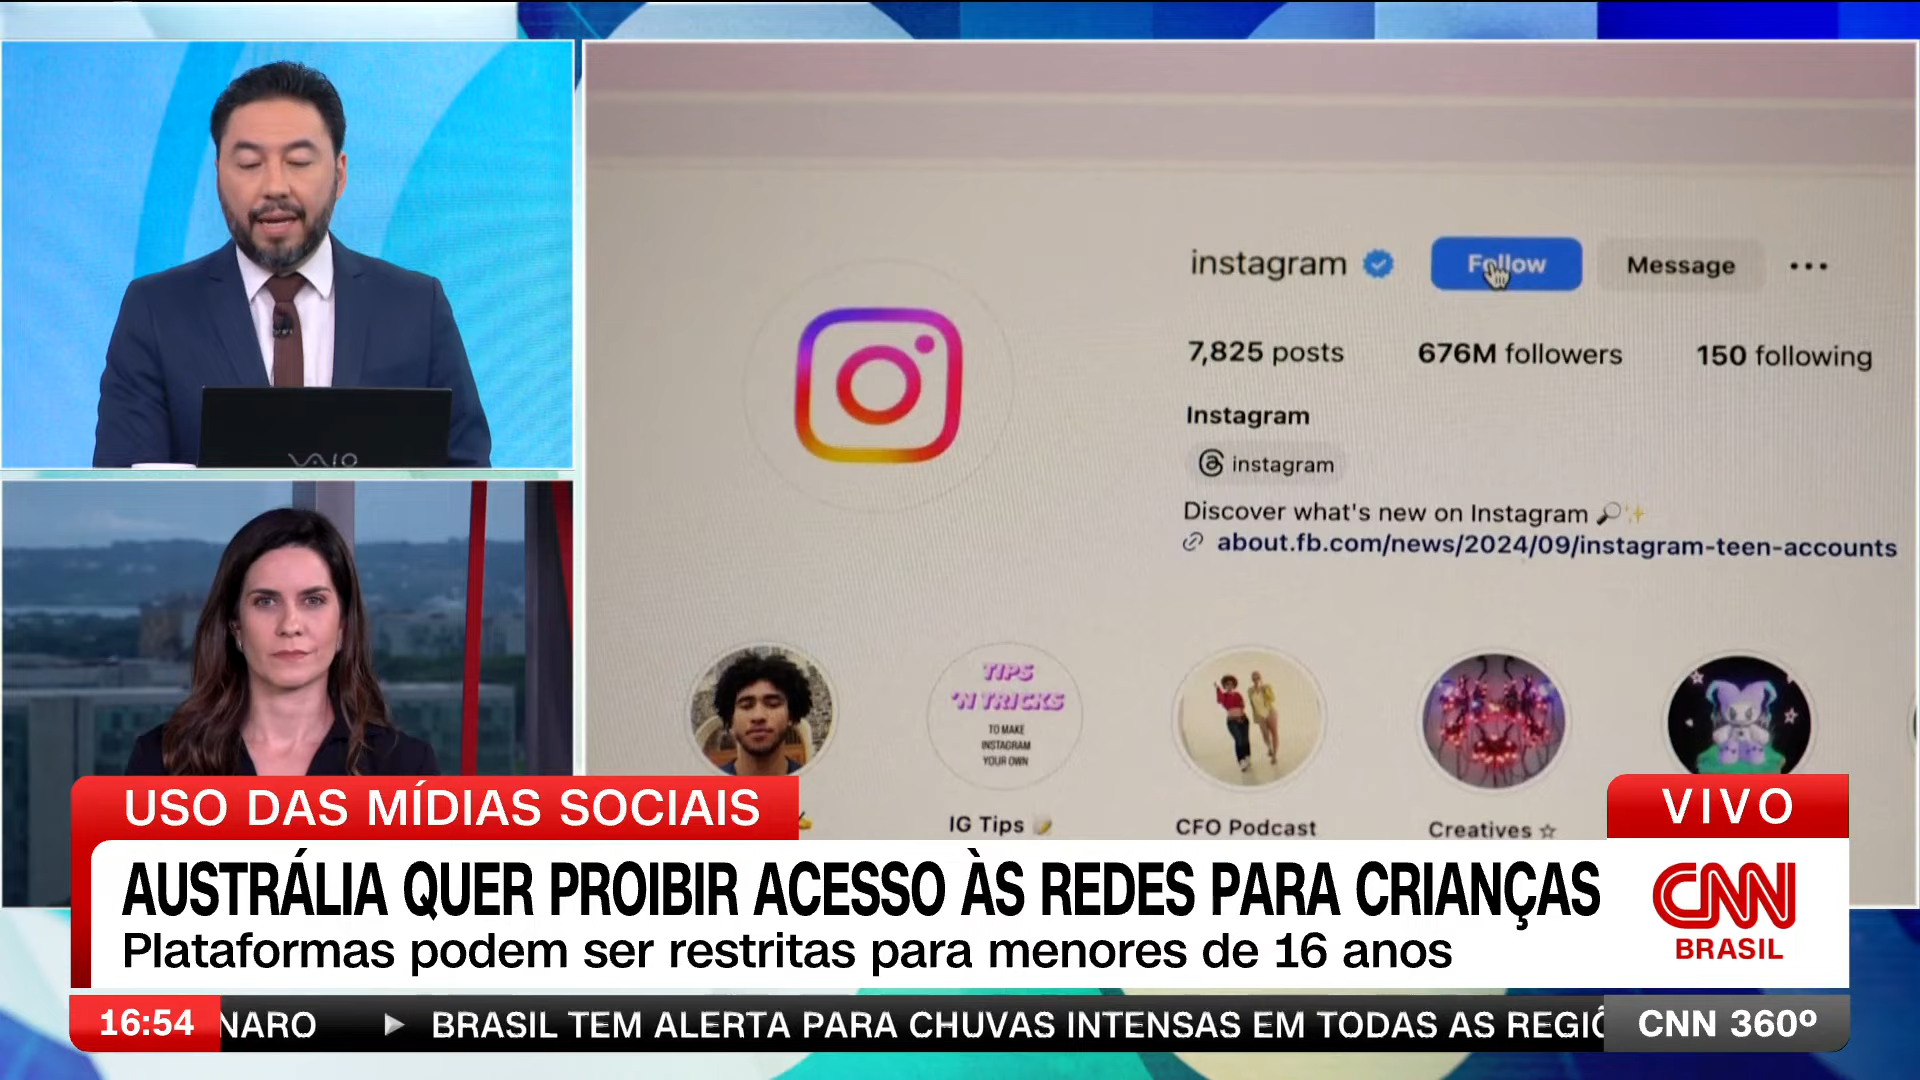 VAIO
instagram
Follow
Message
7,825 posts
676M followers
150 following
Instagram
instagram
Discover what's new on Instagram 🔎✨
about.fb.com/news/2024/09/instagram-teen-accounts
TIPS
'N TRICKS
TO MAKE
INSTAGRAM
YOUR OWN
IG Tips
CFO Podcast
Creatives ☆
USO DAS MÍDIAS SOCIAIS
VIVO
AUSTRÁLIA QUER PROIBIR ACESSO ÀS REDES PARA CRIANÇAS
Plataformas podem ser restritas para menores de 16 anos
CNN
BRASIL
16:54
NARO
BRASIL TEM ALERTA PARA CHUVAS INTENSAS EM TODAS AS REGIÕ
CNN 360º